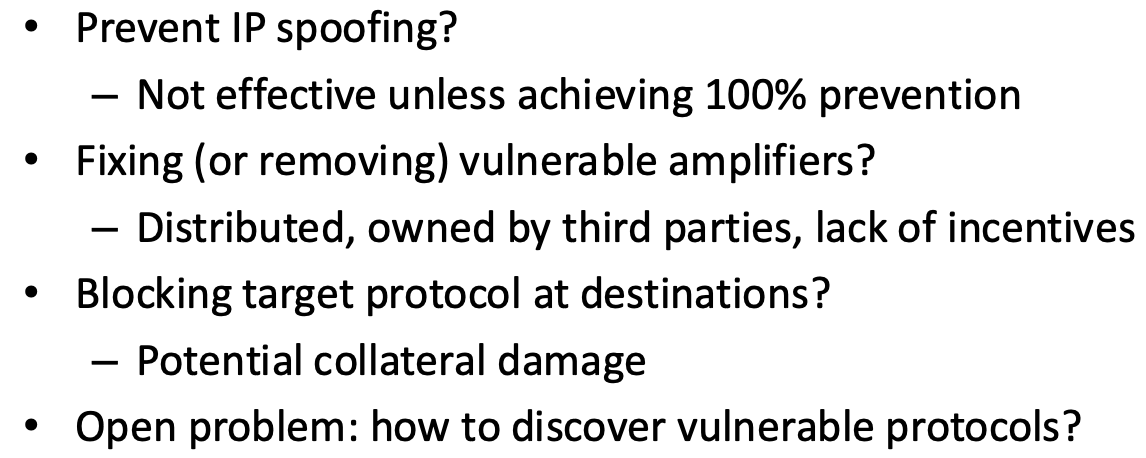 • Prevent IP spoofing?
– Not effective unless achieving 100% prevention
• Fixing (or removing) vulnerable amplifiers?
– Distributed, owned by third parties, lack of incentives
• Blocking target protocol at destinations?
– Potential collateral damage
• Open problem: how to discover vulnerable protocols?